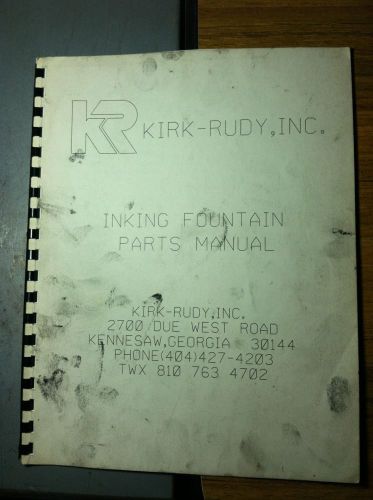 KR KIRK-RUDY, INC.
INKING FOUNTAIN
PARTS MANUAL
KIRK-RUDY, INC.
2700 DUE WEST ROAD
KENNESAW, GEORGIA 30144
PHONE(404)427-4203
TWX 810 763 4702